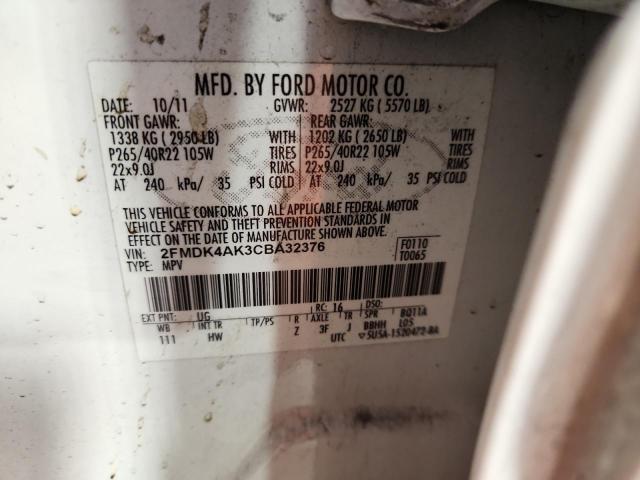 MFD. BY FORD MOTOR CO.
DATE: 10/11 GVWR: 2527 KG ( 5570 LB)
FRONT GAWR: REAR GAWR:
1338 KG ( 2950 LB) WITH 1202 KG ( 2650 LB) WITH
P265/40R22 105W TIRES P265/40R22 105W TIRES
22x9.0J RIMS 22x9.0J RIMS
AT 240 kPa/ 35 PSI COLD AT 240 kPa/ 35 PSI COLD
THIS VEHICLE CONFORMS TO ALL APPLICABLE FEDERAL MOTOR
VEHICLE SAFETY AND THEFT PREVENTION STANDARDS IN
EFFECT ON THE DATE OF MANUFACTURE SHOWN ABOVE.
VIN: 2FMDK4AK3CBA32376 F0110
TYPE: MPV T0065
EXT PNT: UG RC: 16 DSO:
WB INT TR TP/PS R AXLE TR SPR BQ11A
111 HW Z 3F J BBHH L05
UTC ▽5U5A-1520472-BA